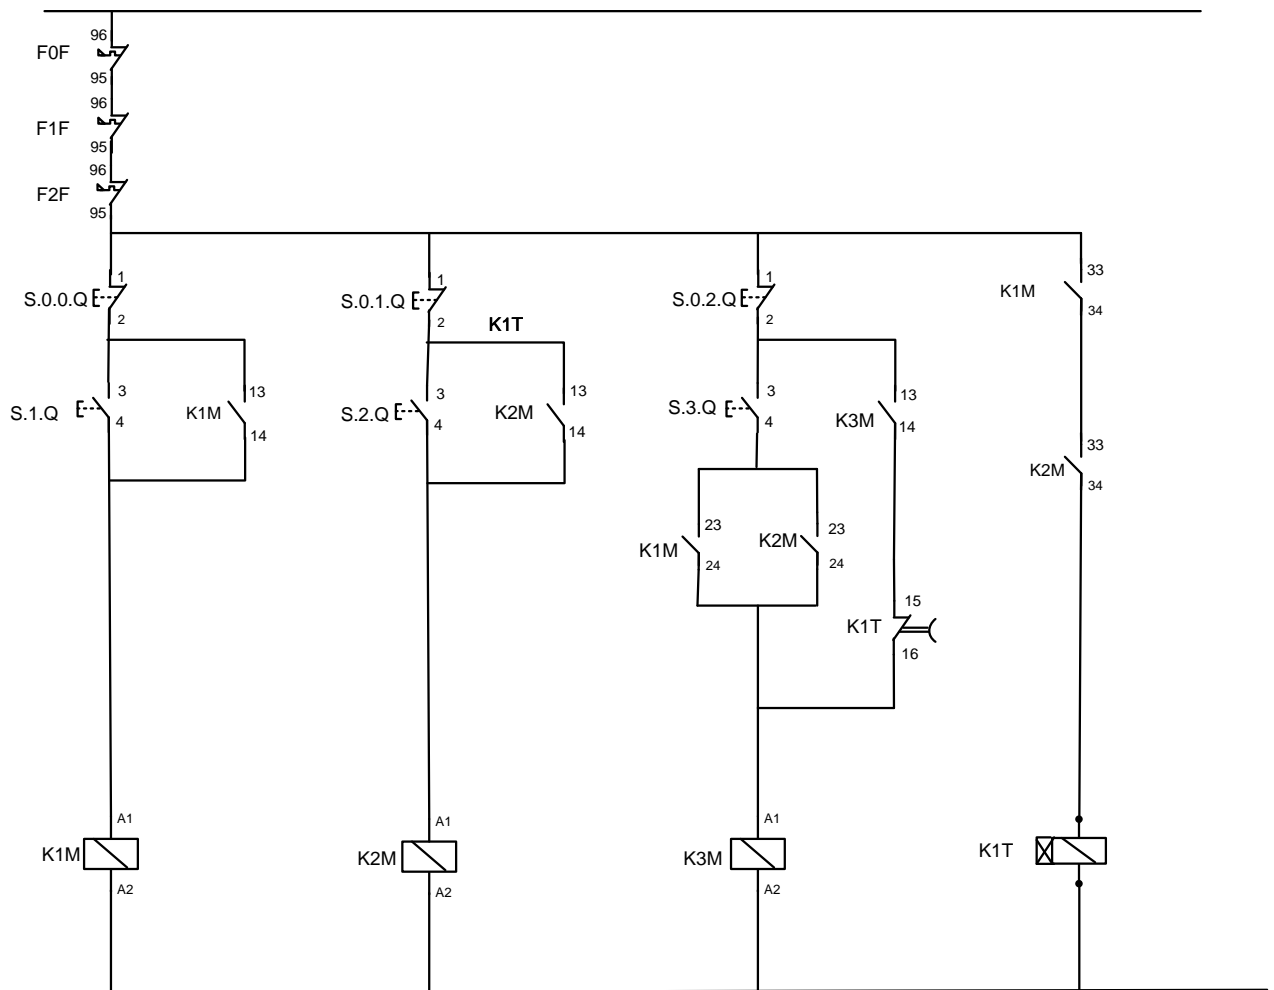 96
F0F
95
96
F1F
95
96
F2F
95
1
S.0.0.Q
2
3
S.1.Q
4
13
K1M
14
A1
K1M
A2
1
S.0.1.Q
2
K1T
3
S.2.Q
4
13
K2M
14
A1
K2M
A2
1
S.0.2.Q
2
3
S.3.Q
4
13
K3M
14
23
K1M
24
23
K2M
24
15
K1T
16
A1
K3M
A2
33
K1M
34
33
K2M
34
K1T